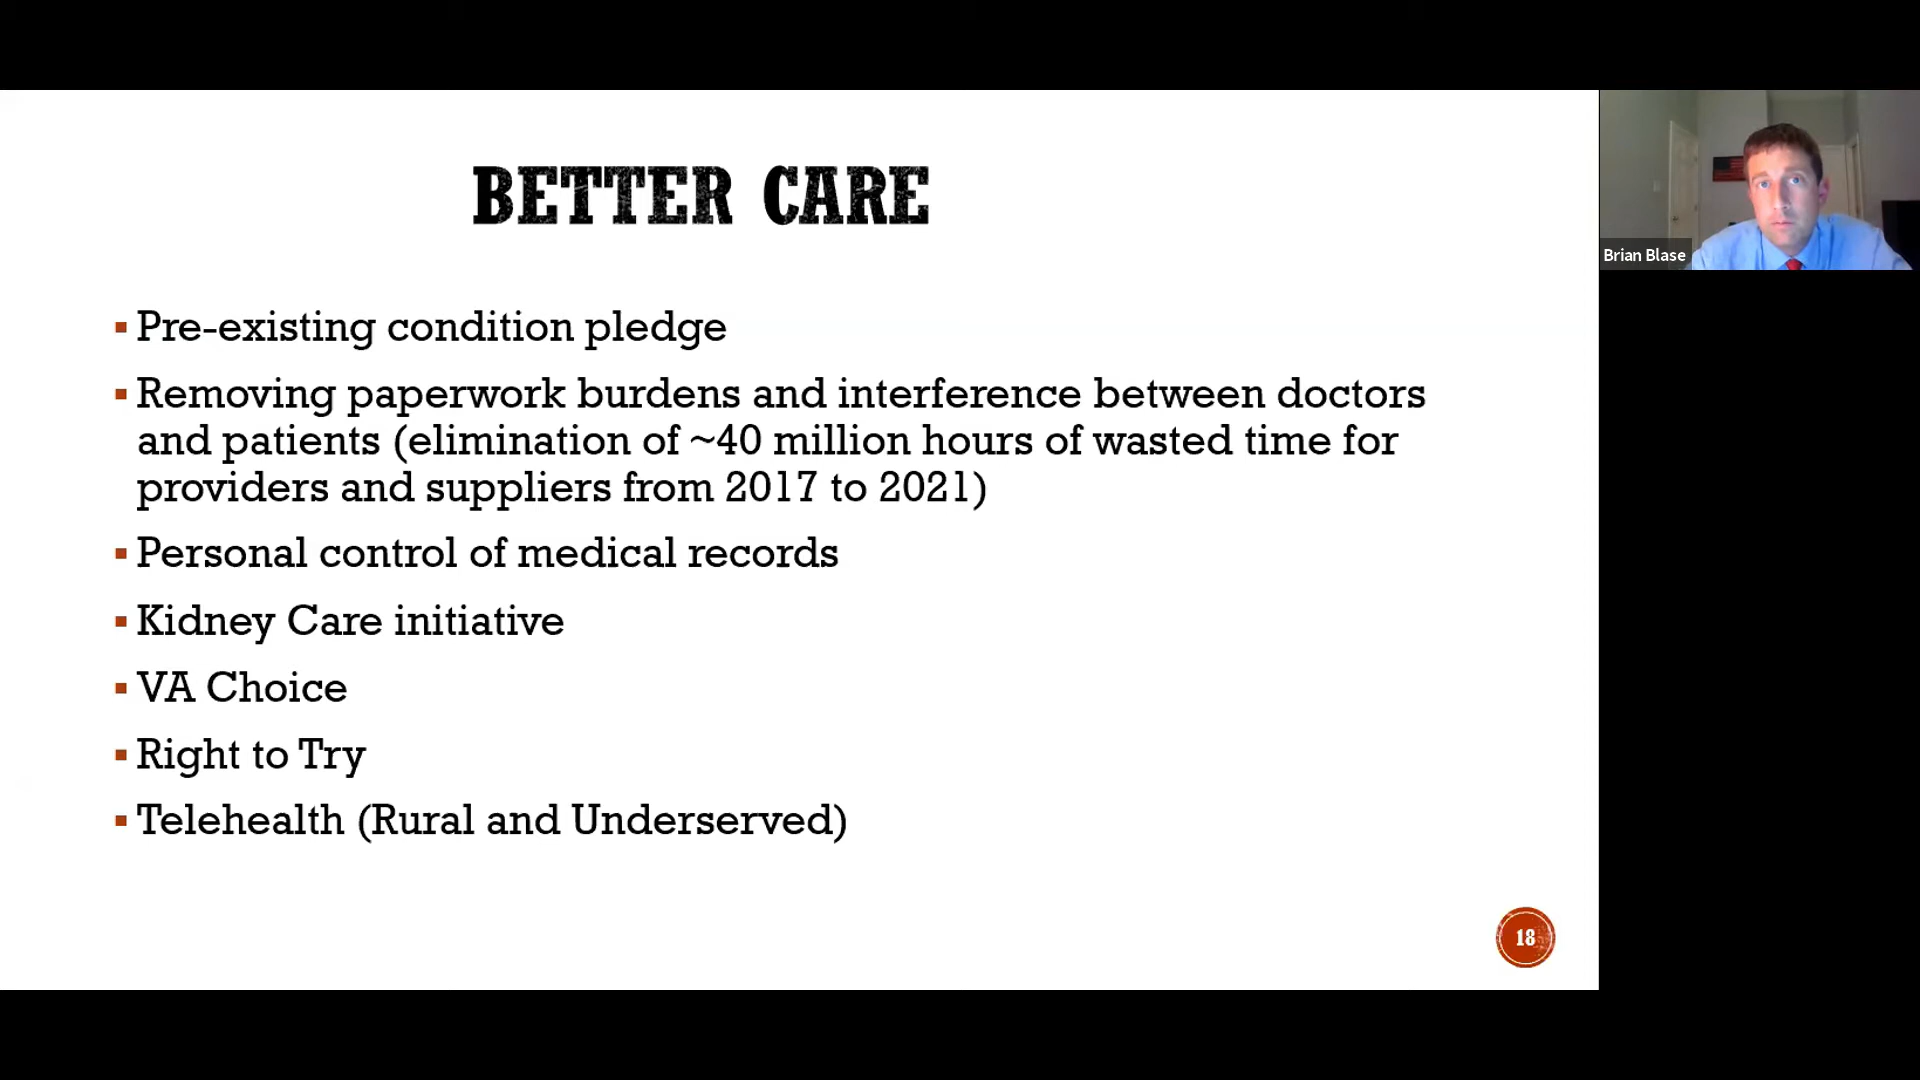 BETTER CARE
Brian Blase
▪ Pre-existing condition pledge
▪ Removing paperwork burdens and interference between doctors
and patients (elimination of ~40 million hours of wasted time for
providers and suppliers from 2017 to 2021)
▪ Personal control of medical records
▪ Kidney Care initiative
▪ VA Choice
▪ Right to Try
▪ Telehealth (Rural and Underserved)
18